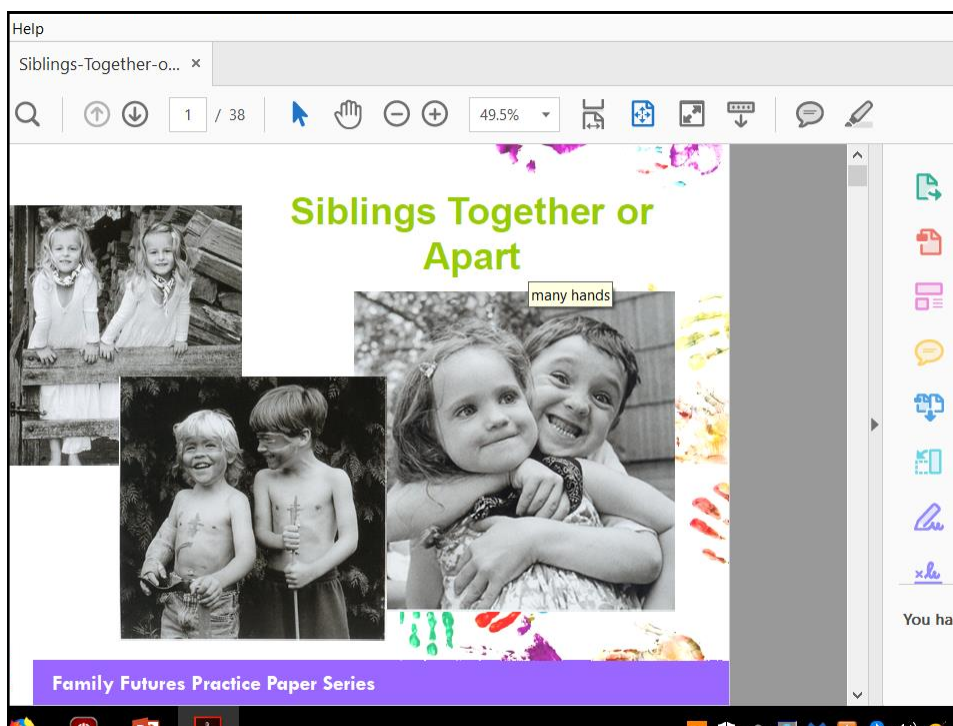 Help
Siblings-Together-o... ×
1 / 38
49.5%
Siblings Together or
Apart
many hands
You ha
Family Futures Practice Paper Series